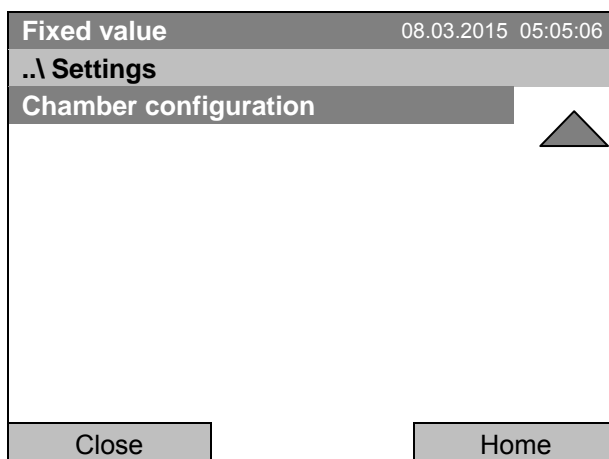 Fixed value 08.03.2015 05:05:06
..\ Settings
Chamber configuration
Close Home